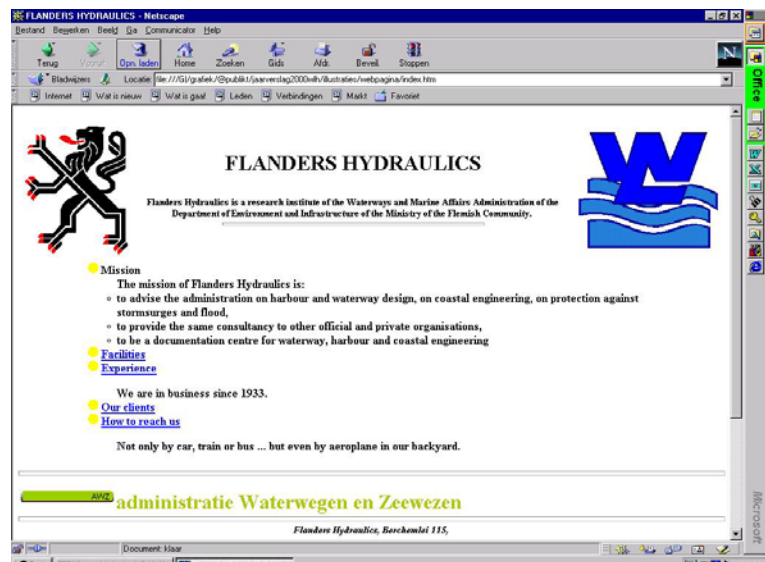 FLANDERS HYDRAULICS - Netscape
Bestand Bewerken Beeld Ga Communicator Help
Terug Vooruit Opn. laden Home Zoeken Gids Afdr. Beveil. Stoppen
Bladwijzers Locatie: file:///G|/grafiek/@publikt/jaarverslag2000wlh/illustraties/webpagina/index.htm
Internet Wat is nieuw Wat is gaaf Leden Verbindingen Markt Favoriet
Office
FLANDERS HYDRAULICS
Flanders Hydraulics is a research institute of the Waterways and Marine Affairs Administration of the
Department of Environment and Infrastructure of the Ministry of the Flemish Community.
WL
Mission
The mission of Flanders Hydraulics is:
to advise the administration on harbour and waterway design, on coastal engineering, on protection against
stormsurges and flood,
to provide the same consultancy to other official and private organisations,
to be a documentation centre for waterway, harbour and coastal engineering
Facilities
Experience
We are in business since 1933.
Our clients
How to reach us
Not only by car, train or bus ... but even by aeroplane in our backyard.
AWZ administratie Waterwegen en Zeewezen
Flanders Hydraulics, Berchemlei 115,
Document: klaar
Microsoft